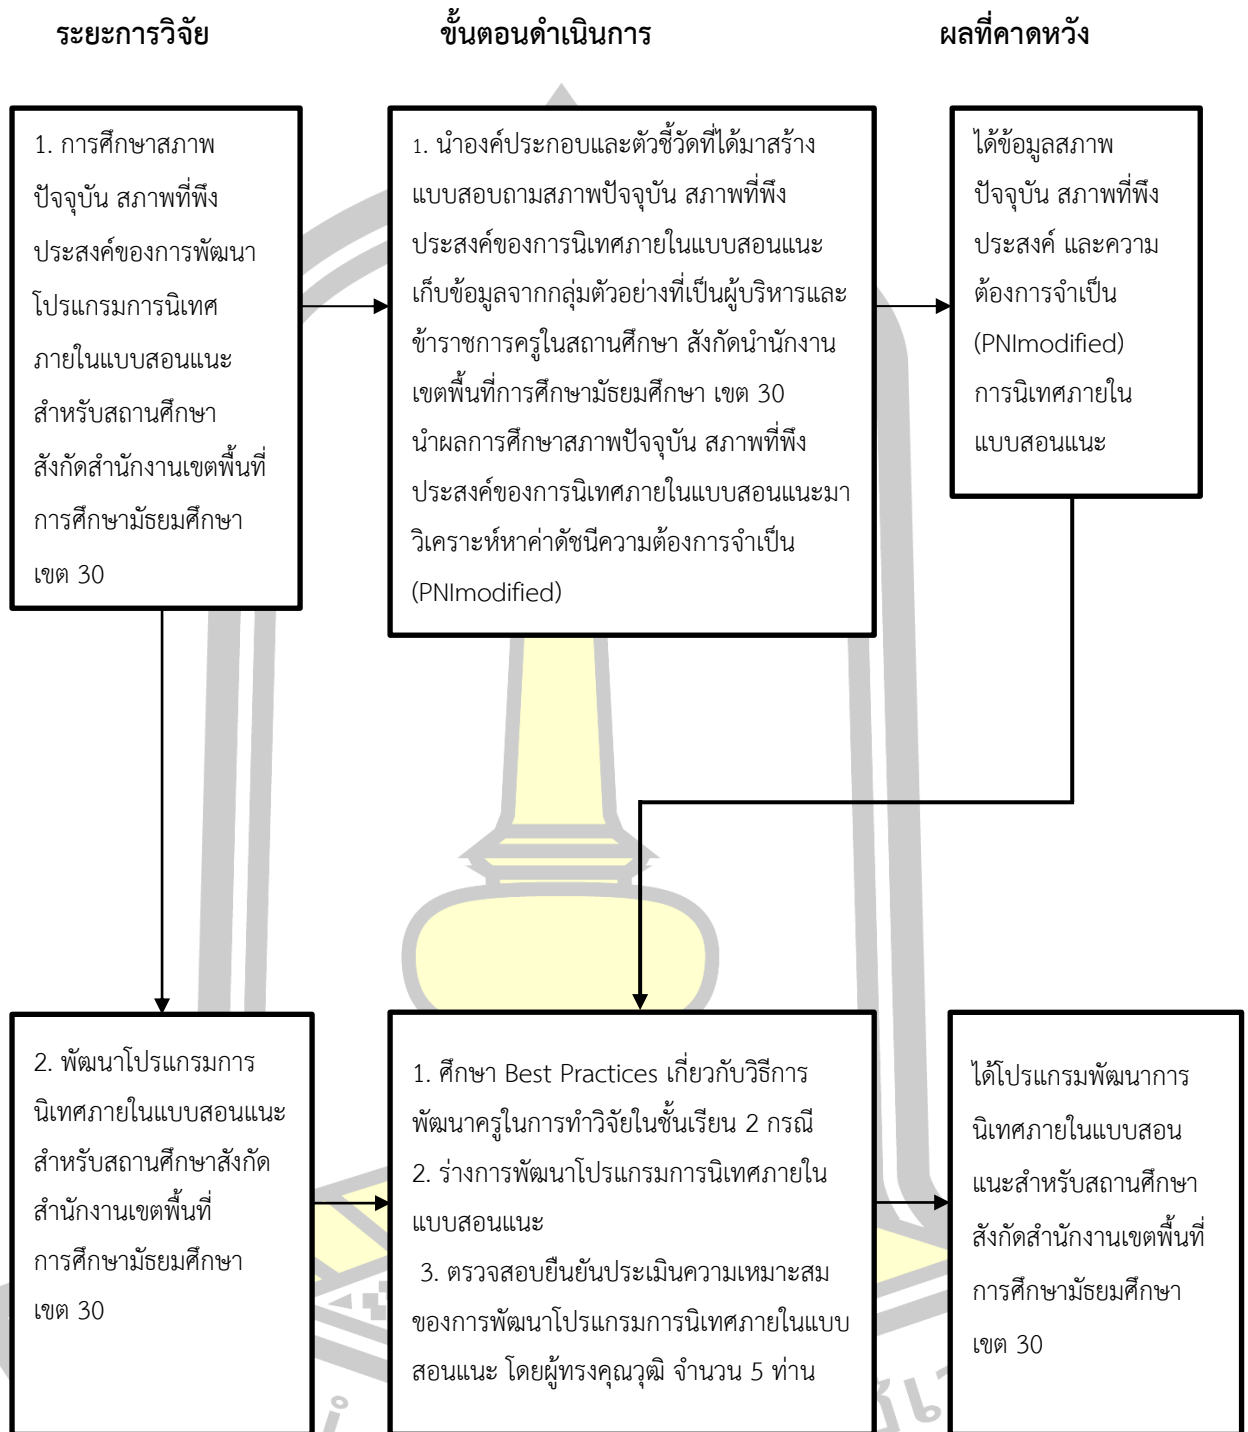 ระยะการวิจัย
ขั้นตอนดำเนินการ
ผลที่คาดหวัง
1. การศึกษาสภาพ
ปัจจุบัน สภาพที่พึง
ประสงค์ของการพัฒนา
โปรแกรมการนิเทศ
ภายในแบบสอนแนะ
สำหรับสถานศึกษา
สังกัดสำนักงานเขตพื้นที่
การศึกษามัธยมศึกษา
เขต 30
1. นำองค์ประกอบและตัวชี้วัดที่ได้มาสร้าง
แบบสอบถามสภาพปัจจุบัน สภาพที่พึง
ประสงค์ของการนิเทศภายในแบบสอนแนะ
เก็บข้อมูลจากกลุ่มตัวอย่างที่เป็นผู้บริหารและ
ข้าราชการครูในสถานศึกษา สังกัดนำนักงาน
เขตพื้นที่การศึกษามัธยมศึกษา เขต 30
นำผลการศึกษาสภาพปัจจุบัน สภาพที่พึง
ประสงค์ของการนิเทศภายในแบบสอนแนะมา
วิเคราะห์หาค่าดัชนีความต้องการจำเป็น
(PNImodified)
ได้ข้อมูลสภาพ
ปัจจุบัน สภาพที่พึง
ประสงค์ และความ
ต้องการจำเป็น
(PNImodified)
การนิเทศภายใน
แบบสอนแนะ
2. พัฒนาโปรแกรมการ
นิเทศภายในแบบสอนแนะ
สำหรับสถานศึกษาสังกัด
สำนักงานเขตพื้นที่
การศึกษามัธยมศึกษา
เขต 30
1. ศึกษา Best Practices เกี่ยวกับวิธีการ
พัฒนาครูในการทำวิจัยในชั้นเรียน 2 กรณี
2. ร่างการพัฒนาโปรแกรมการนิเทศภายใน
แบบสอนแนะ
3. ตรวจสอบยืนยันประเมินความเหมาะสม
ของการพัฒนาโปรแกรมการนิเทศภายในแบบ
สอนแนะ โดยผู้ทรงคุณวุฒิ จำนวน 5 ท่าน
ได้โปรแกรมพัฒนาการ
นิเทศภายในแบบสอน
แนะสำหรับสถานศึกษา
สังกัดสำนักงานเขตพื้นที่
การศึกษามัธยมศึกษา
เขต 30